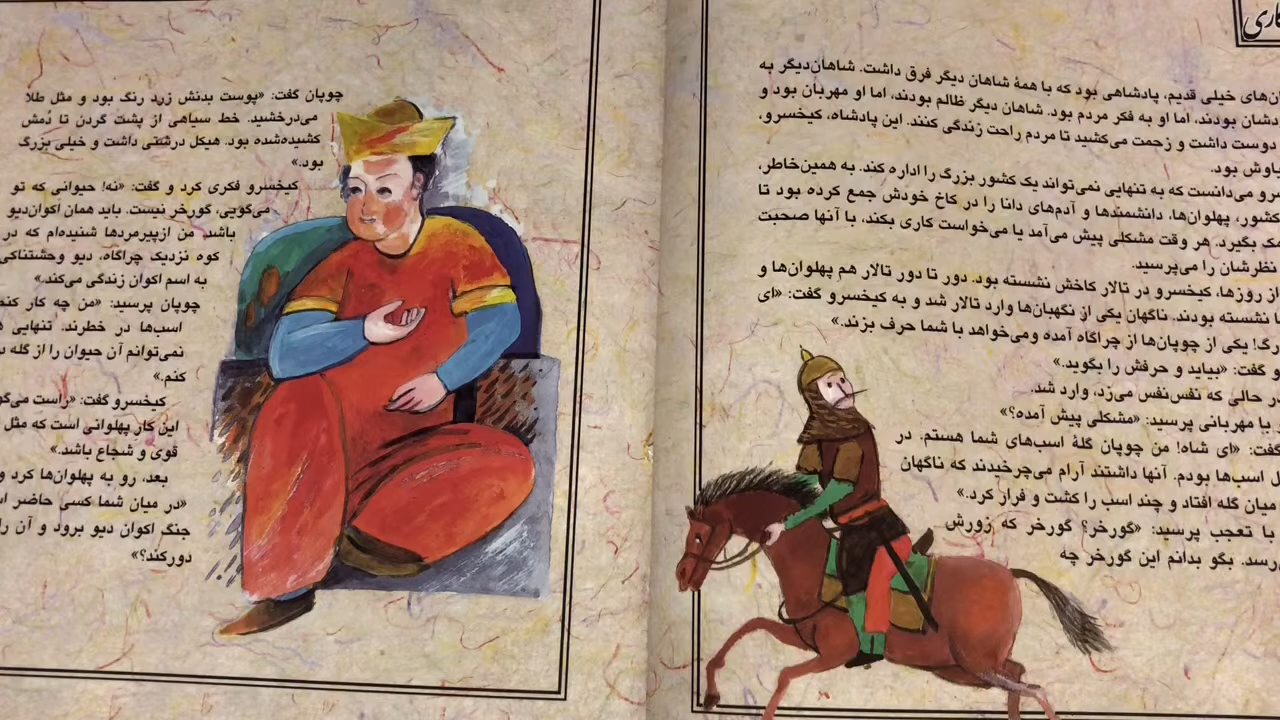 ن‌های خیلی قدیم، پادشاهی بود که با همهٔ شاهان دیگر فرق داشت. شاهان‌دیگر به
دشان بودند، اما او به فکر مردم بود. شاهان دیگر ظالم بودند، اما او مهربان بود و
دوست داشت و زحمت می‌کشید تا مردم راحت زندگی کنند. این پادشاه، کیخسرو،
یاوش بود.
رو می‌دانست که به تنهایی نمی‌تواند یک کشور بزرگ را اداره کند. به همین‌خاطر،
کشور، پهلوان‌ها، دانشمندها و آدم‌های دانا را در کاخ خودش جمع کرده بود تا
ک بگیرد. هر وقت مشکلی پیش می‌آمد یا می‌خواست کاری بکند، با آنها صحبت
نظرشان را می‌پرسید.
از روزها، کیخسرو در تالار کاخش نشسته بود. دور تا دور تالار هم پهلوان‌ها و
ا نشسته بودند. ناگهان یکی از نگهبان‌ها وارد تالار شد و به کیخسرو گفت: «ای
رگ! یکی از چوپان‌ها از چراگاه آمده ومی‌خواهد با شما حرف بزند.»
و گفت: «بیاید و حرفش را بگوید.»
در حالی که نفس‌نفس می‌زد، وارد شد.
با مهربانی پرسید: «مشکلی پیش آمده؟»
گفت: «ای شاه! من چوپان گلهٔ اسب‌های شما هستم. در
ل اسب‌ها بودم. آنها داشتند آرام می‌چرخیدند که ناگهان
میان گله افتاد و چند اسب را کشت و فرار کرد.»
با تعجب پرسید: «گورخر؟ گورخر که زورش
رسد. بگو بدانم این گورخر چه
چوپان گفت: «پوست بدنش زرد رنگ بود و مثل طلا
می‌درخشید. خط سیاهی از پشت گردن تا دُمش
کشیده‌شده بود. هیکل درشتی داشت و خیلی بزرگ
بود.»
کیخسرو فکری کرد و گفت: «نه! حیوانی که تو
می‌گویی، گورخر نیست. باید همان اکوان‌دیو
باشد. من ازپیرمردها شنیده‌ام که در
کوه نزدیک چراگاه، دیو وحشتناکی
به اسم اکوان زندگی می‌کند.»
چوپان پرسید: «من چه کار کنم
اسب‌ها در خطرند. تنهایی
نمی‌توانم آن حیوان را از گله د
کنم.»
کیخسرو گفت: «راست می‌گو
این کار پهلوانی است که مثل
قوی و شجاع باشد.»
بعد، رو به پهلوان‌ها کرد و
«در میان شما کسی حاضر اس
جنگ اکوان دیو برود و آن را
دورکند؟»